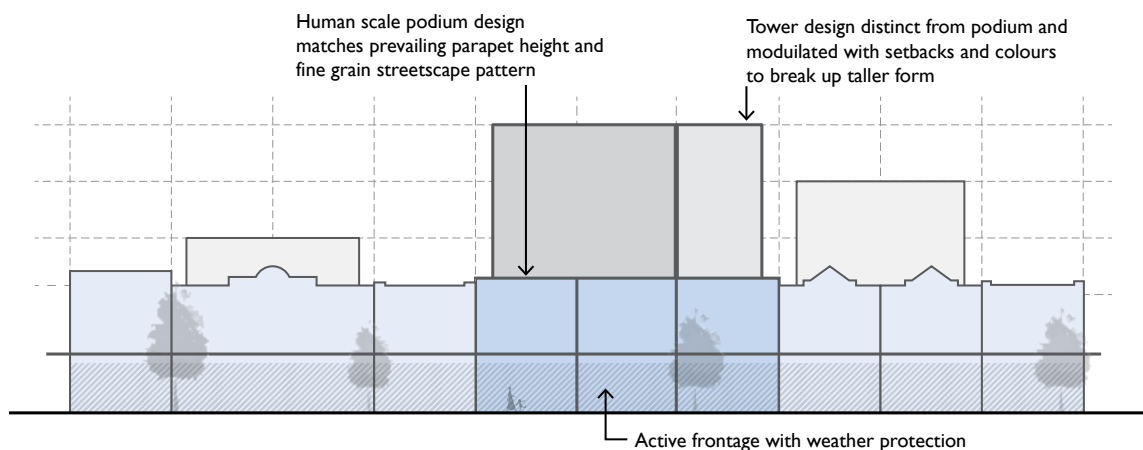 Human scale podium design
matches prevailing parapet height and
fine grain streetscape pattern
Tower design distinct from podium and
moduilated with setbacks and colours
to break up taller form
Active frontage with weather protection